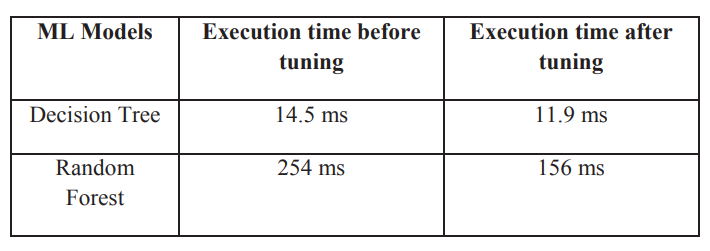 ML Models Execution time before Execution time after
tuning tuning
Decision Tree 14.5 ms 11.9 ms
Random 254 ms 156 ms
Forest